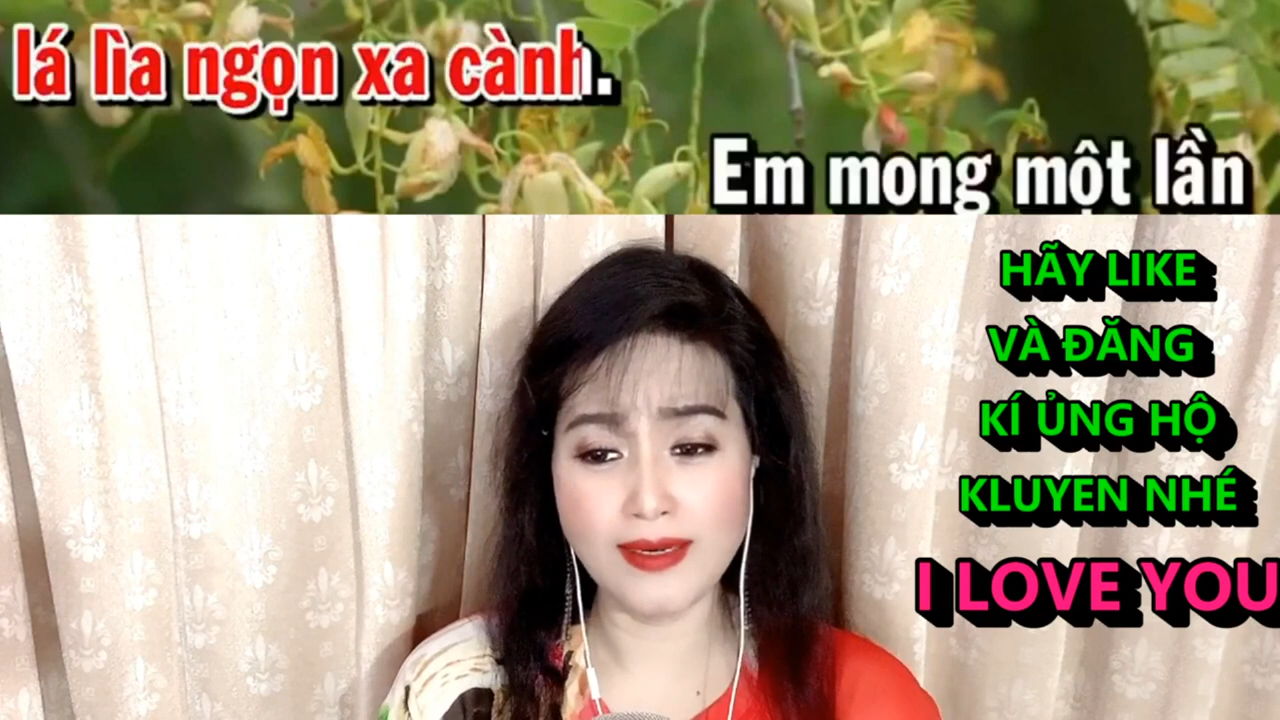 lá lìa ngọn xa cành.
Em mong một lần
HÃY LIKE
VÀ ĐĂNG
KÍ ỦNG HỘ
KLUYEN NHÉ
I LOVE YOU